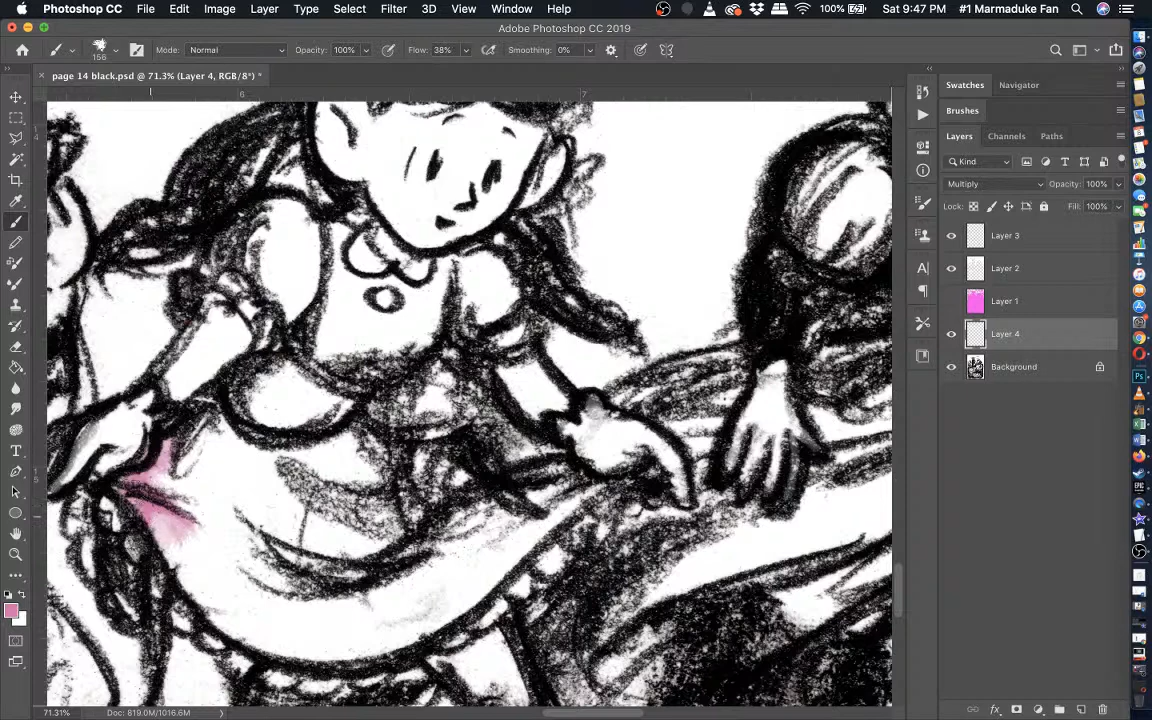 Photoshop CC File Edit Image Layer Type Select Filter 3D View Window Help 100% Sat 9:47 PM #1 Marmaduke Fan
Adobe Photoshop CC 2019
156 Mode: Normal Opacity: 100% Flow: 38% Smoothing: 0%
page 14 black.psd @ 71.3% (Layer 4, RGB/8*) *
Swatches Navigator
6 7
Brushes
Layers Channels Paths
Kind
Multiply Opacity: 100%
Lock: Fill: 100%
Layer 3
Layer 2
Layer 1
Layer 4
Background
71.31% Doc: 819.0M/1016.6M